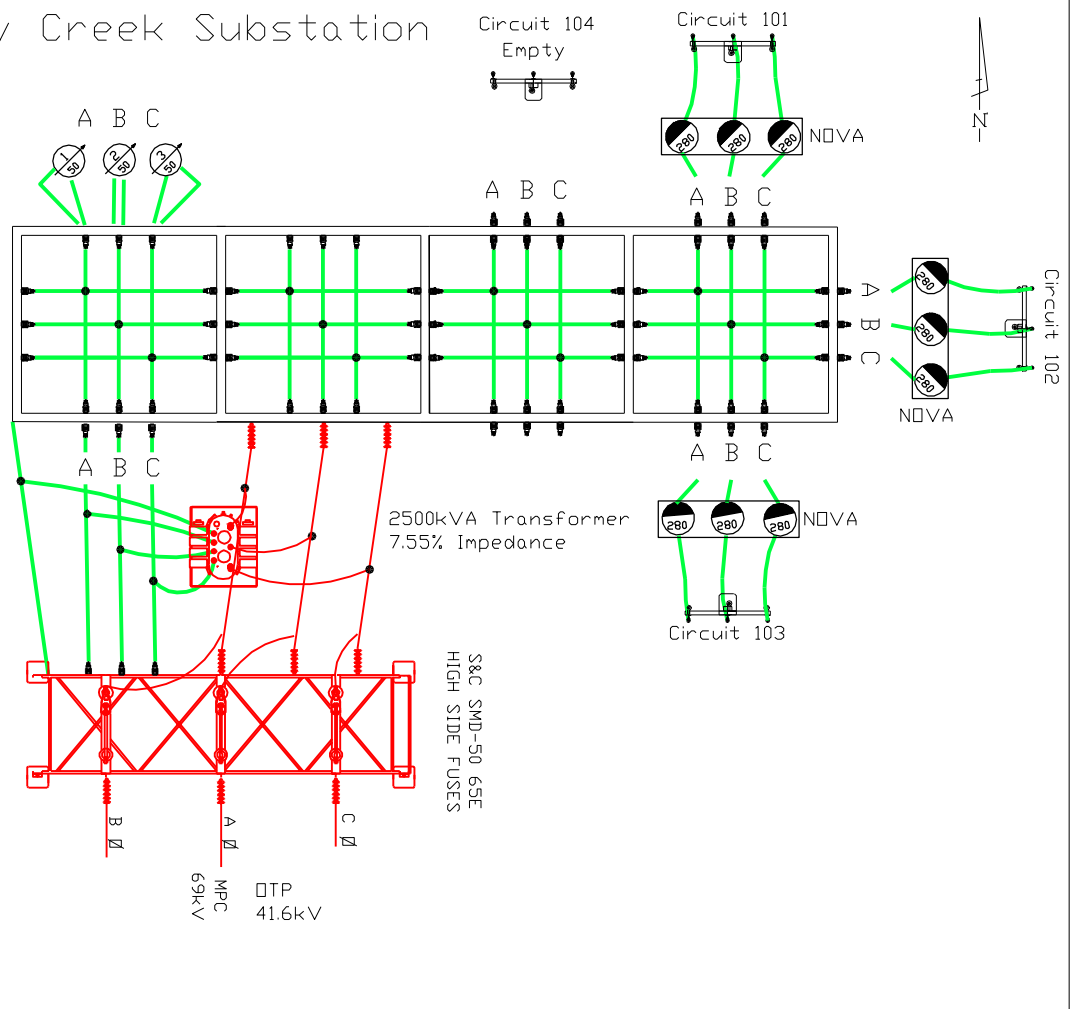 Creek Substation
Circuit 104
Empty
Circuit 101
N
A B C
1 50
2 50
3 50
280 280 280
NOVA
A B C
A B C
A
B
C
280
280
280
NOVA
Circuit 102
A B C
A B C
2500kVA Transformer
7.55% Impedance
280 280 280
NOVA
Circuit 103
S&C SMD-50 65E
HIGH SIDE FUSES
B Ø
A Ø
C Ø
MPC
69kV
OTP
41.6kV